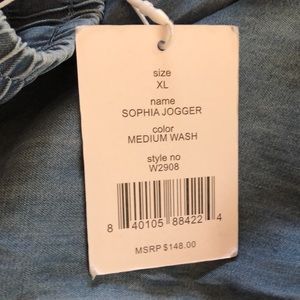 size
XL
name
SOPHIA JOGGER
color
MEDIUM WASH
style no
W2908
8 40105 88422 4
MSRP $148.00